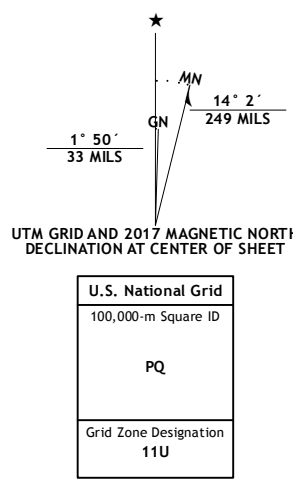 MN
14° 2´
249 MILS
GN
1° 50´
33 MILS
UTM GRID AND 2017 MAGNETIC NORTH
DECLINATION AT CENTER OF SHEET
U.S. National Grid
100,000-m Square ID
PQ
Grid Zone Designation
11U